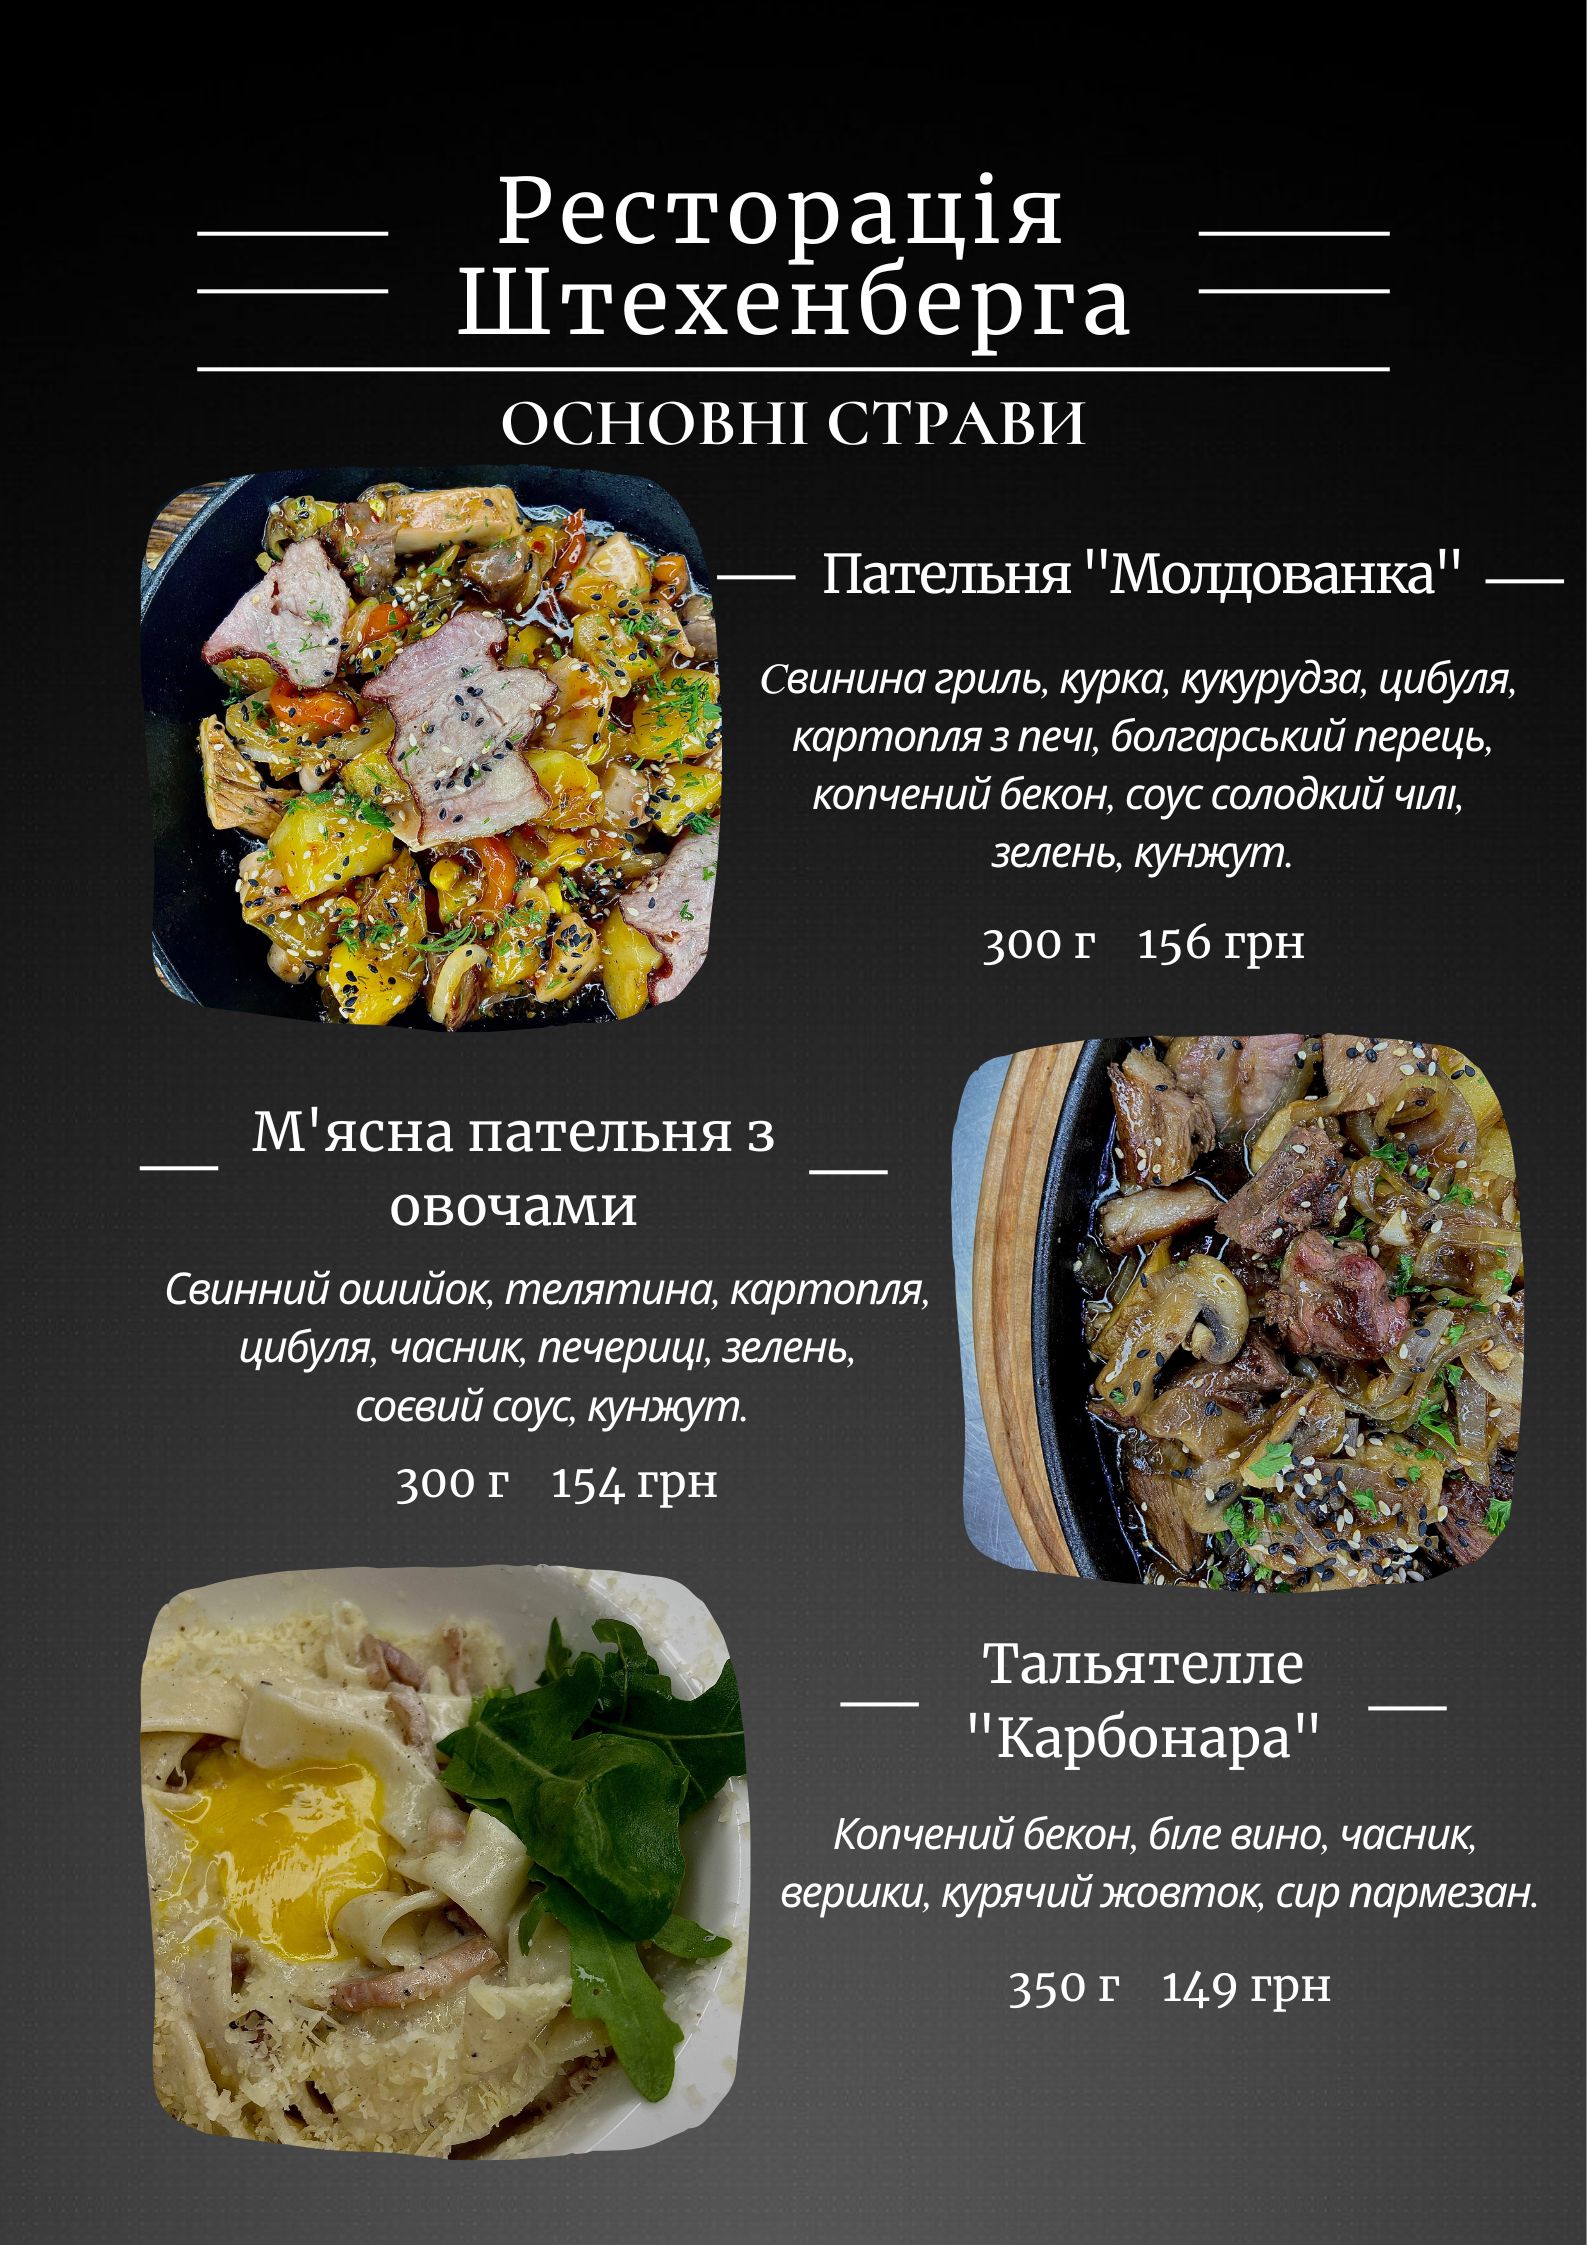 Ресторація
Штехенберга
ОСНОВНІ СТРАВИ
Пательня "Молдованка"
Свинина гриль, курка, кукурудза, цибуля,
картопля з печі, болгарський перець,
копчений бекон, соус солодкий чілі,
зелень, кунжут.
300 г 156 грн
М'ясна пательня з
овочами
Свинний ошийок, телятина, картопля,
цибуля, часник, печериці, зелень,
соєвий соус, кунжут.
300 г 154 грн
Тальятелле
"Карбонара"
Копчений бекон, біле вино, часник,
вершки, курячий жовток, сир пармезан.
350 г 149 грн